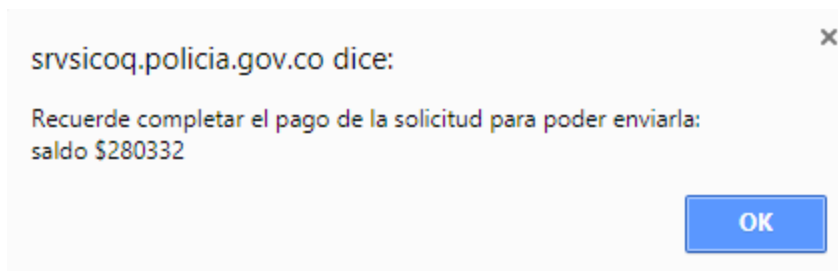 srvsicoq.policia.gov.co dice:
Recuerde completar el pago de la solicitud para poder enviarla:
saldo $280332
OK